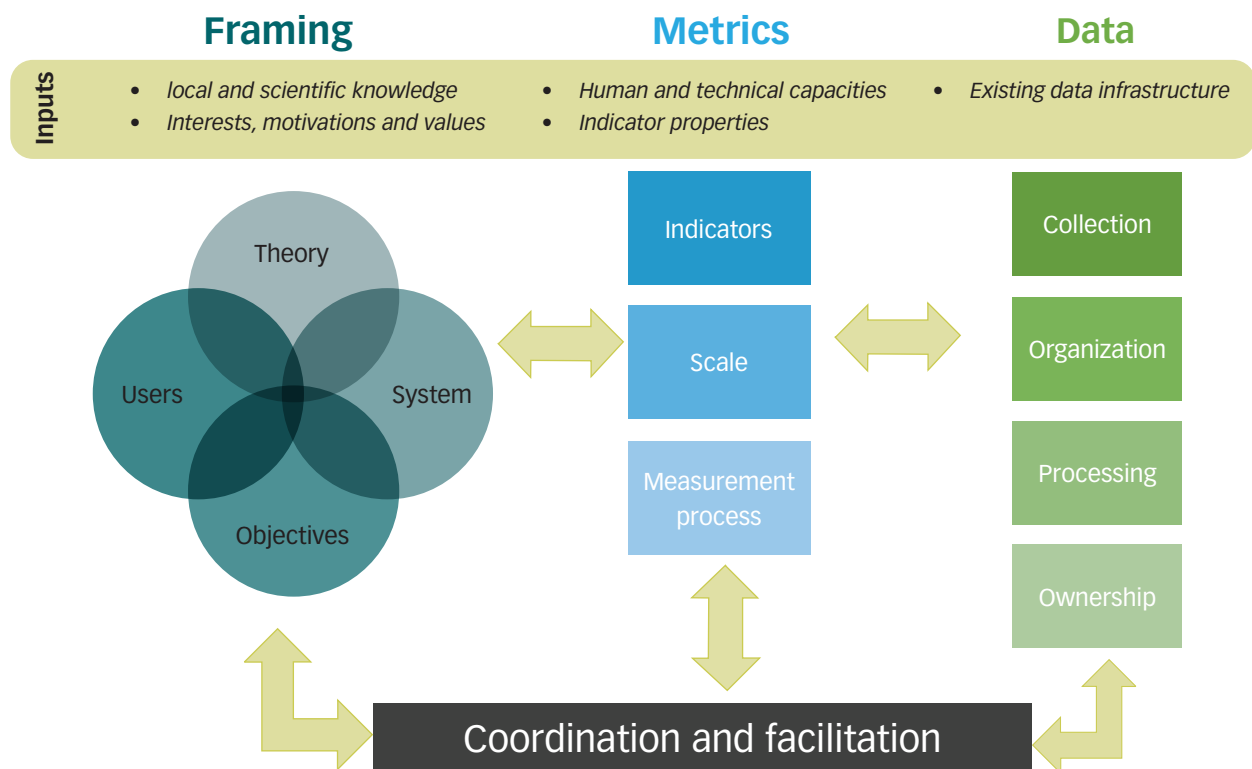 Framing
Metrics
Data
Inputs
• local and scientific knowledge
• Interests, motivations and values
• Human and technical capacities
• Indicator properties
• Existing data infrastructure
Theory
Users
System
Objectives
Indicators
Scale
Measurement
process
Collection
Organization
Processing
Ownership
Coordination and facilitation